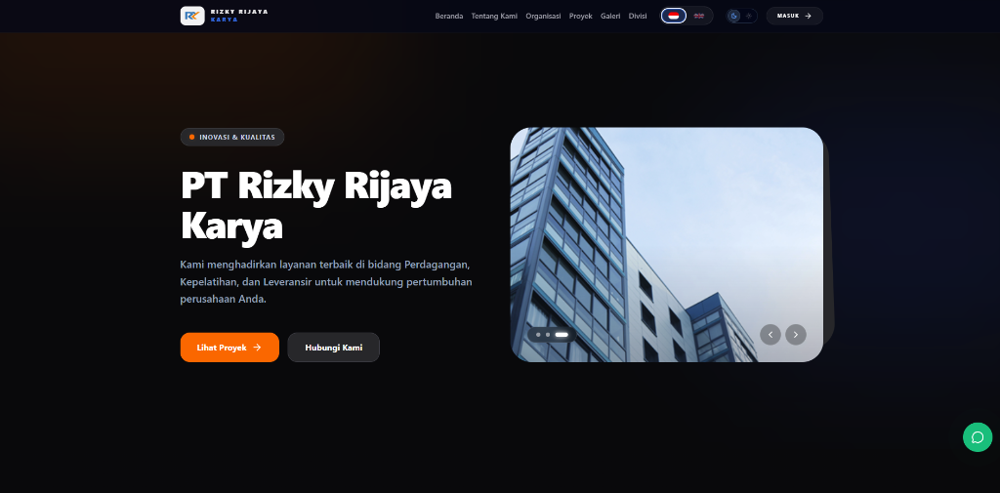 RIZKY RIJAYA
KARYA
Beranda Tentang Kami Organisasi Proyek Galeri Divisi
MASUK
INOVASI & KUALITAS
PT Rizky Rijaya
Karya
Kami menghadirkan layanan terbaik di bidang Perdagangan,
Kepelatihan, dan Leveransir untuk mendukung pertumbuhan
perusahaan Anda.
Lihat Proyek
Hubungi Kami